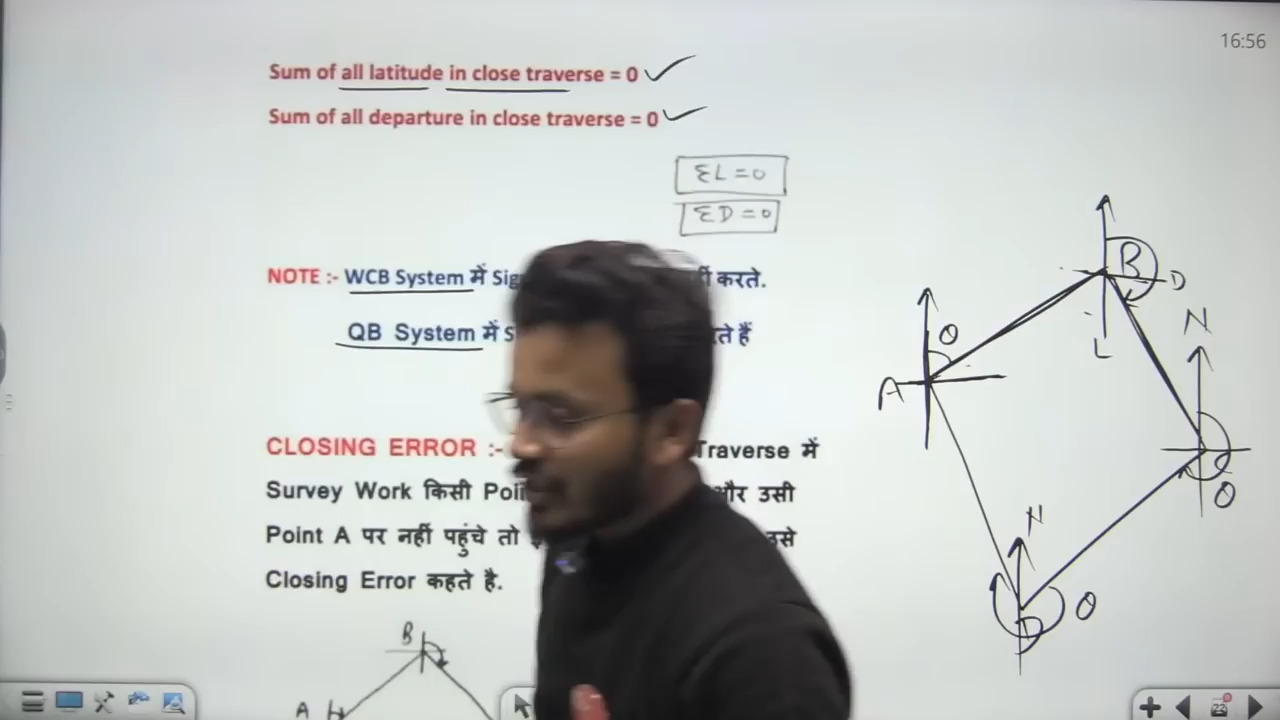 16:56
Sum of all latitude in close traverse = 0
Sum of all departure in close traverse = 0
ΣL = 0
ΣD = 0
NOTE :- WCB System में Sig करते.
QB System में S हैं
CLOSING ERROR :- Traverse में
Survey Work किसी Poi और उसी
Point A पर नहीं पहुंचे तो
Closing Error कहते है.
B
A
B
D
L
N
θ
A
θ
N
θ
D
23